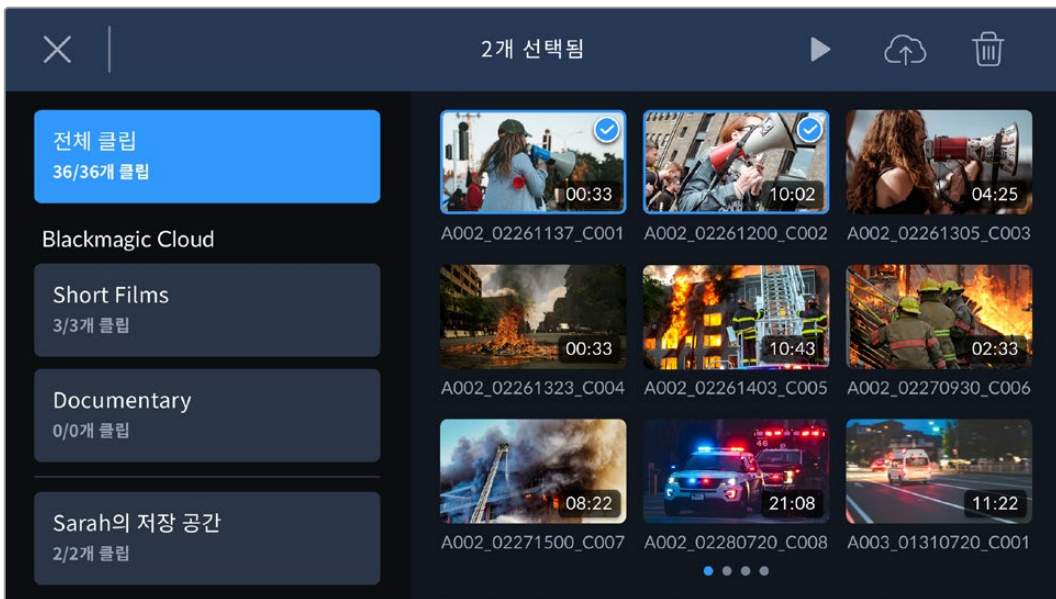 2개 선택됨
전체 클립
36/36개 클립
Blackmagic Cloud
Short Films
3/3개 클립
Documentary
0/0개 클립
Sarah의 저장 공간
2/2개 클립
00:33
10:02
04:25
A002_02261137_C001
A002_02261200_C002
A002_02261305_C003
00:33
10:43
02:33
A002_02261323_C004
A002_02261403_C005
A002_02270930_C006
46
08:22
21:08
11:22
A002_02271500_C007
A002_02280720_C008
A003_01310720_C001